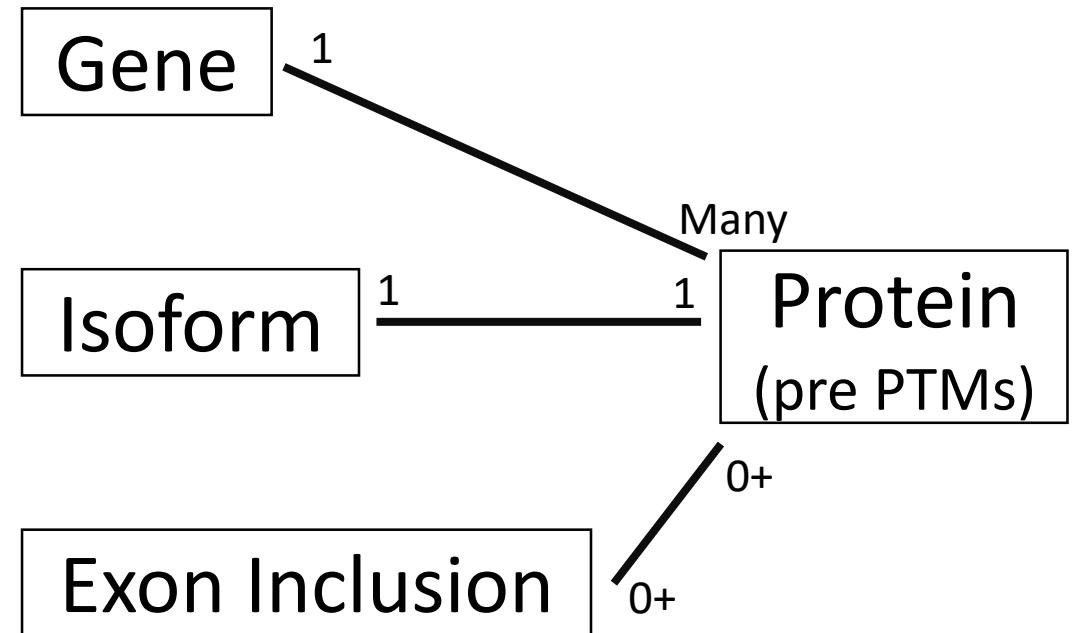 Gene
1
Many
Isoform
1
1
Protein
(pre PTMs)
0+
Exon Inclusion
0+